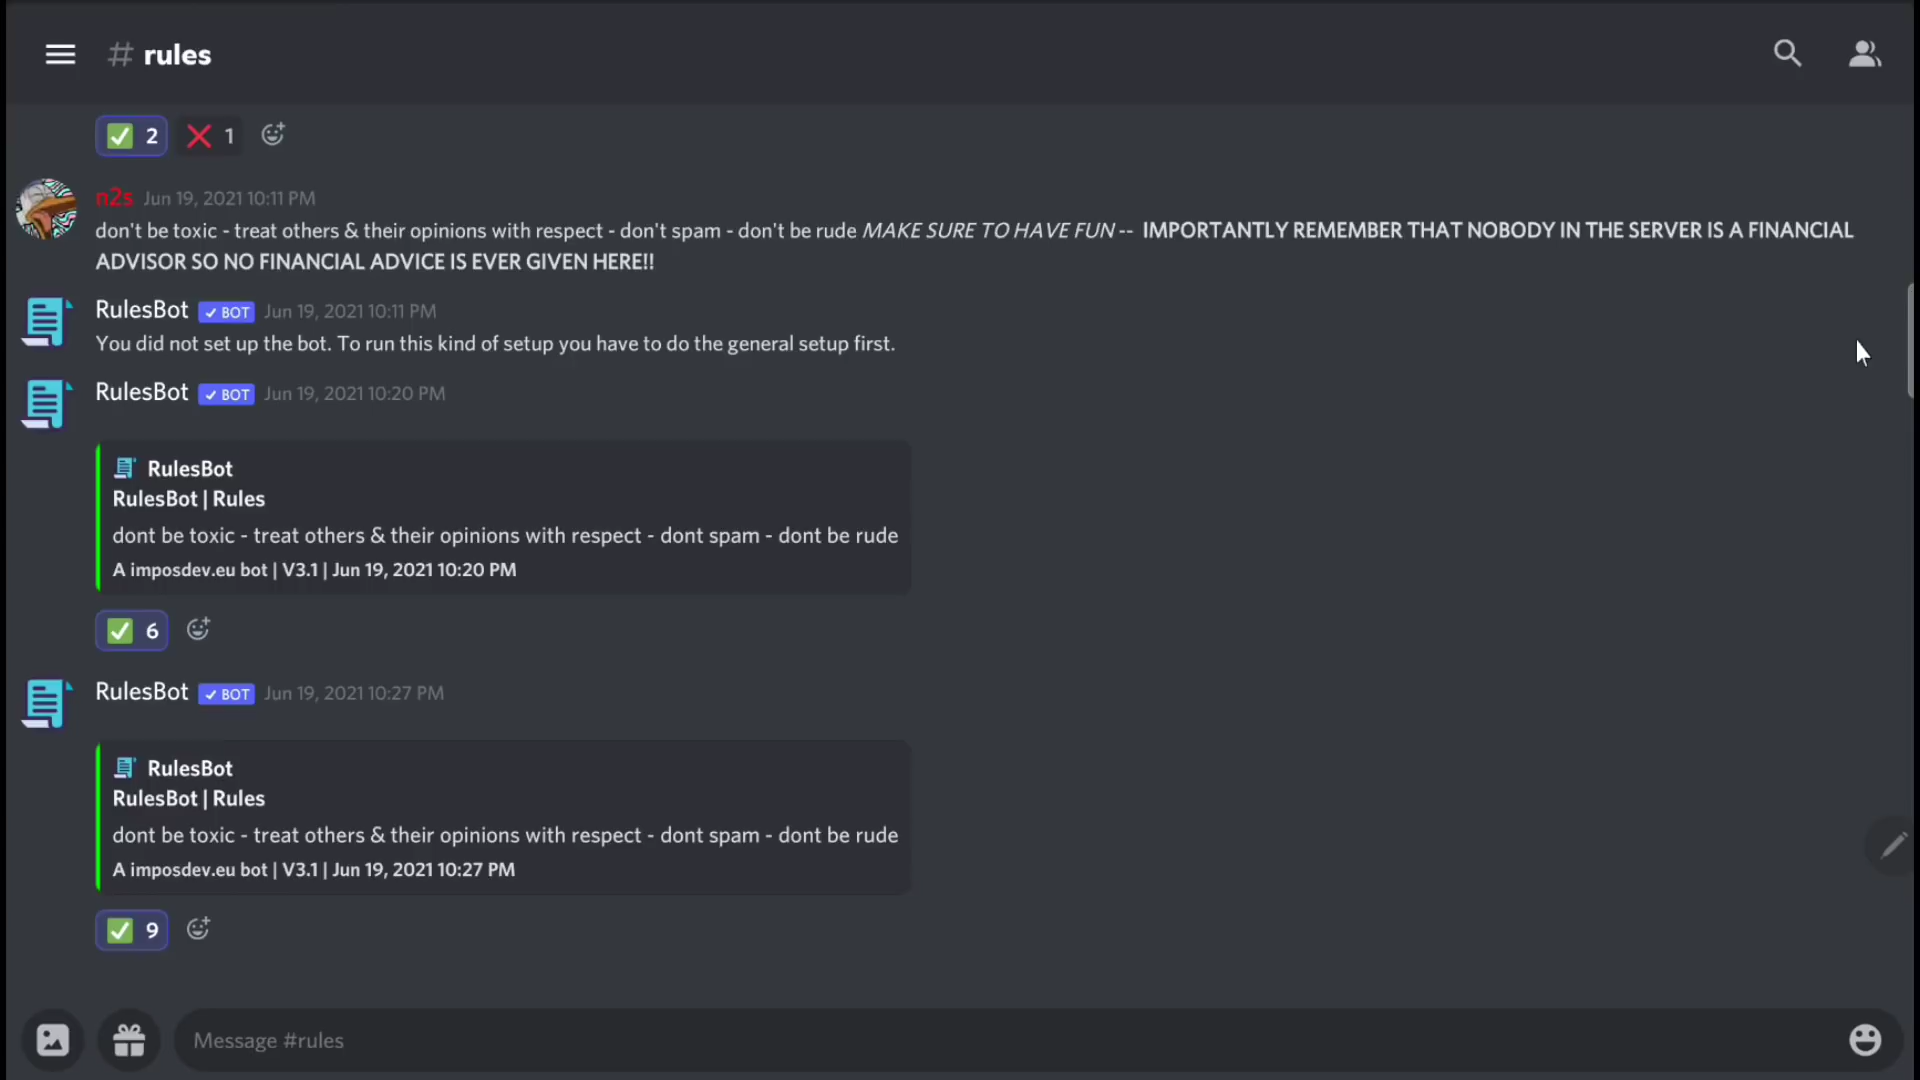 # rules
✅ 2 ❌ 1
n2s Jun 19, 2021 10:11 PM
don't be toxic - treat others & their opinions with respect - don't spam - don't be rude MAKE SURE TO HAVE FUN -- IMPORTANTLY REMEMBER THAT NOBODY IN THE SERVER IS A FINANCIAL
ADVISOR SO NO FINANCIAL ADVICE IS EVER GIVEN HERE!!
RulesBot ✓ BOT Jun 19, 2021 10:11 PM
You did not set up the bot. To run this kind of setup you have to do the general setup first.
RulesBot ✓ BOT Jun 19, 2021 10:20 PM
RulesBot
RulesBot | Rules
dont be toxic - treat others & their opinions with respect - dont spam - dont be rude
A imposdev.eu bot | V3.1 | Jun 19, 2021 10:20 PM
✅ 6
RulesBot ✓ BOT Jun 19, 2021 10:27 PM
RulesBot
RulesBot | Rules
dont be toxic - treat others & their opinions with respect - dont spam - dont be rude
A imposdev.eu bot | V3.1 | Jun 19, 2021 10:27 PM
✅ 9
Message #rules